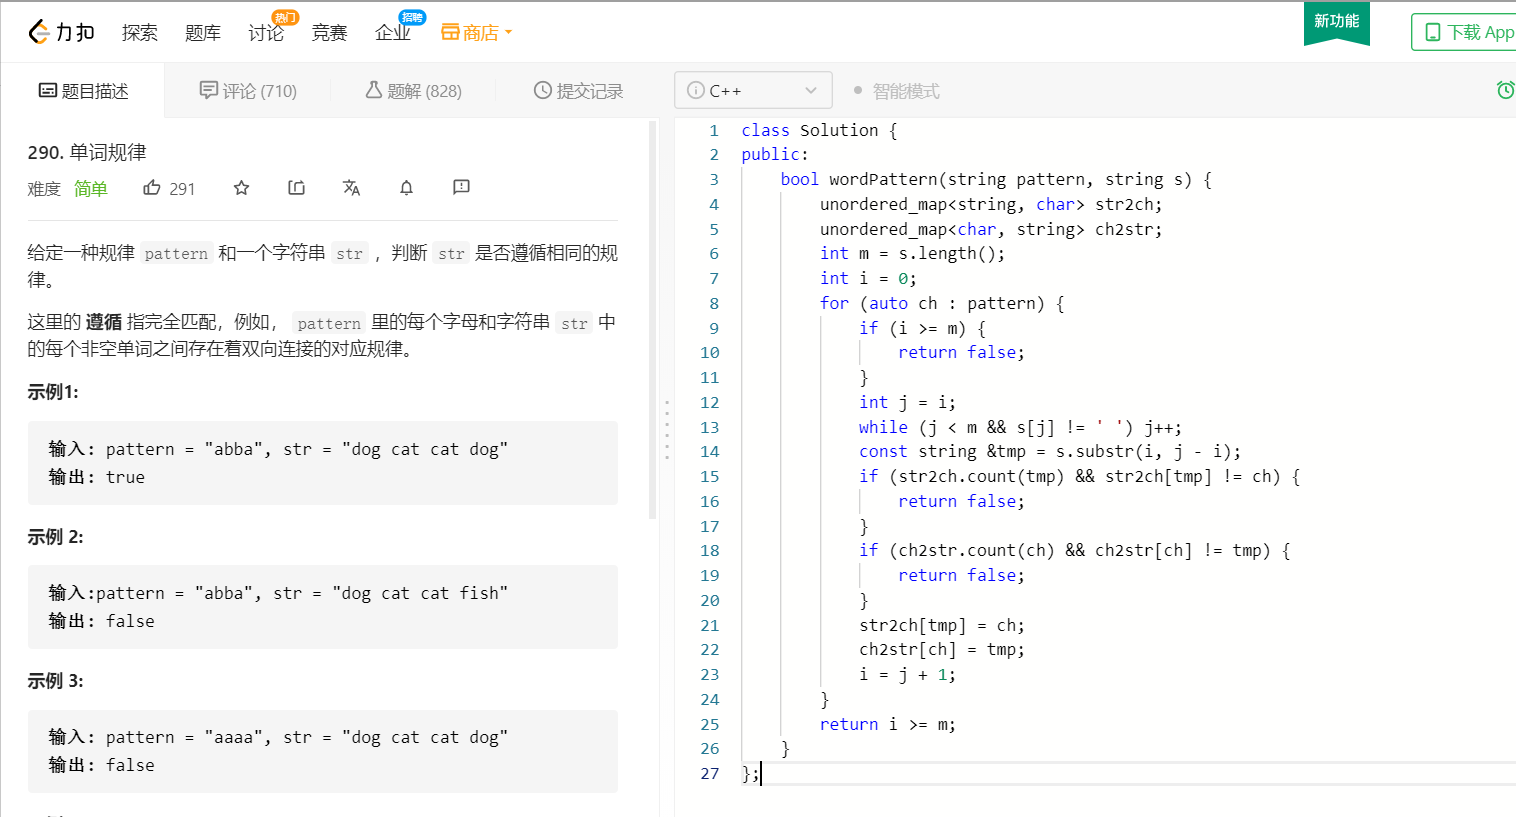 力扣 探索 题库 讨论 热门 竞赛 企业 招聘 商店 新功能 下载 App
题目描述 评论 (710) 题解 (828) 提交记录 C++ 智能模式
290. 单词规律
难度 简单 291
给定一种规律 pattern 和一个字符串 str ，判断 str 是否遵循相同的规
律。
这里的 遵循 指完全匹配，例如， pattern 里的每个字母和字符串 str 中
的每个非空单词之间存在着双向连接的对应规律。
示例1:
输入: pattern = "abba", str = "dog cat cat dog"
输出: true
示例 2:
输入:pattern = "abba", str = "dog cat cat fish"
输出: false
示例 3:
输入: pattern = "aaaa", str = "dog cat cat dog"
输出: false
1 class Solution {
2 public:
3 bool wordPattern(string pattern, string s) {
4 unordered_map<string, char> str2ch;
5 unordered_map<char, string> ch2str;
6 int m = s.length();
7 int i = 0;
8 for (auto ch : pattern) {
9 if (i >= m) {
10 return false;
11 }
12 int j = i;
13 while (j < m && s[j] != ' ') j++;
14 const string &tmp = s.substr(i, j - i);
15 if (str2ch.count(tmp) && str2ch[tmp] != ch) {
16 return false;
17 }
18 if (ch2str.count(ch) && ch2str[ch] != tmp) {
19 return false;
20 }
21 str2ch[tmp] = ch;
22 ch2str[ch] = tmp;
23 i = j + 1;
24 }
25 return i >= m;
26 }
27 };